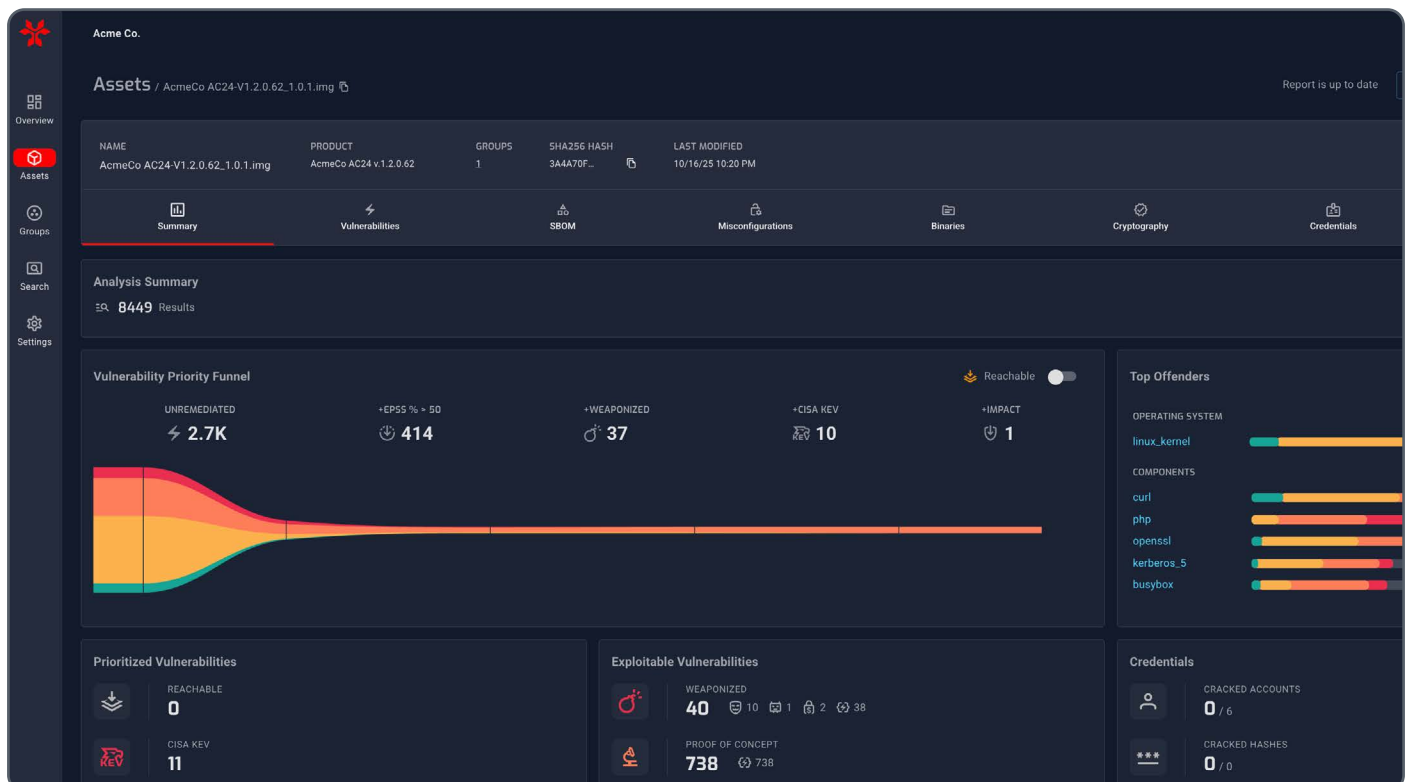 Acme Co.
Assets / AcmeCo AC24-V1.2.0.62_1.0.1.img
Report is up to date
Overview
Assets
Groups
Search
Settings
NAME
AcmeCo AC24-V1.2.0.62_1.0.1.img
PRODUCT
AcmeCo AC24 v.1.2.0.62
GROUPS
1
SHA256 HASH
3A4A70F...
LAST MODIFIED
10/16/25 10:20 PM
Summary
Vulnerabilities
SBOM
Misconfigurations
Binaries
Cryptography
Credentials
Analysis Summary
8449 Results
Vulnerability Priority Funnel
Reachable
UNREMEDIATED
2.7K
+EPSS % > 50
414
+WEAPONIZED
37
+CISA KEV
KEV 10
+IMPACT
1
Top Offenders
OPERATING SYSTEM
linux_kernel
COMPONENTS
curl
php
openssl
kerberos_5
busybox
Prioritized Vulnerabilities
REACHABLE
0
CISA KEV
KEV 11
Exploitable Vulnerabilities
WEAPONIZED
40 10 1 2 38
PROOF OF CONCEPT
738 738
Credentials
CRACKED ACCOUNTS
0 / 6
CRACKED HASHES
*** 0 / 0